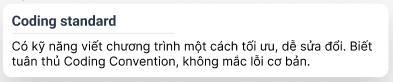 Coding standard
Có kỹ năng viết chương trình một cách tối ưu, dễ sửa đổi. Biết
tuân thủ Coding Convention, không mắc lỗi cơ bản.